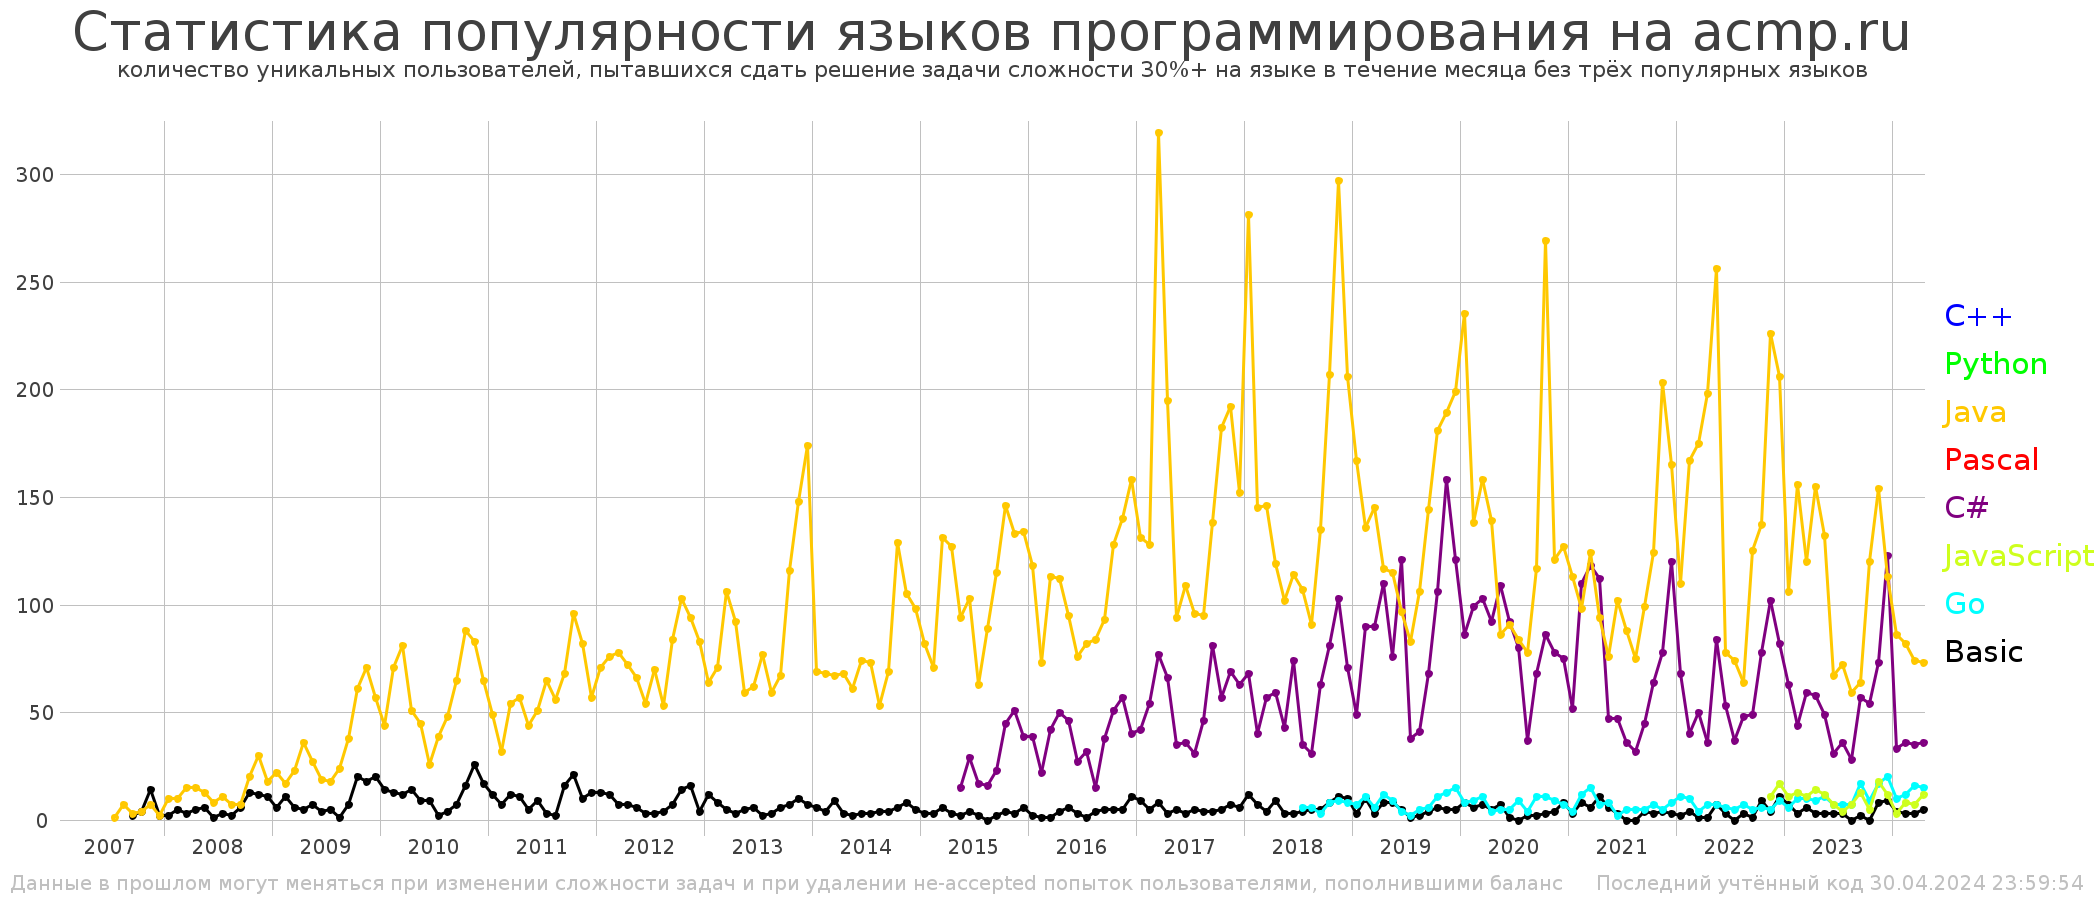 Статистика популярности языков программирования на acmp.ru
количество уникальных пользователей, пытавшихся сдать решение задачи сложности 30%+ на языке в течение месяца без трёх популярных языков
300
250
200
150
100
50
0
2007 2008 2009 2010 2011 2012 2013 2014 2015 2016 2017 2018 2019 2020 2021 2022 2023
C++
Python
Java
Pascal
C#
JavaScript
Go
Basic
Данные в прошлом могут меняться при изменении сложности задач и при удалении не-accepted попыток пользователями, пополнившими баланс Последний учтённый код 30.04.2024 23:59:54